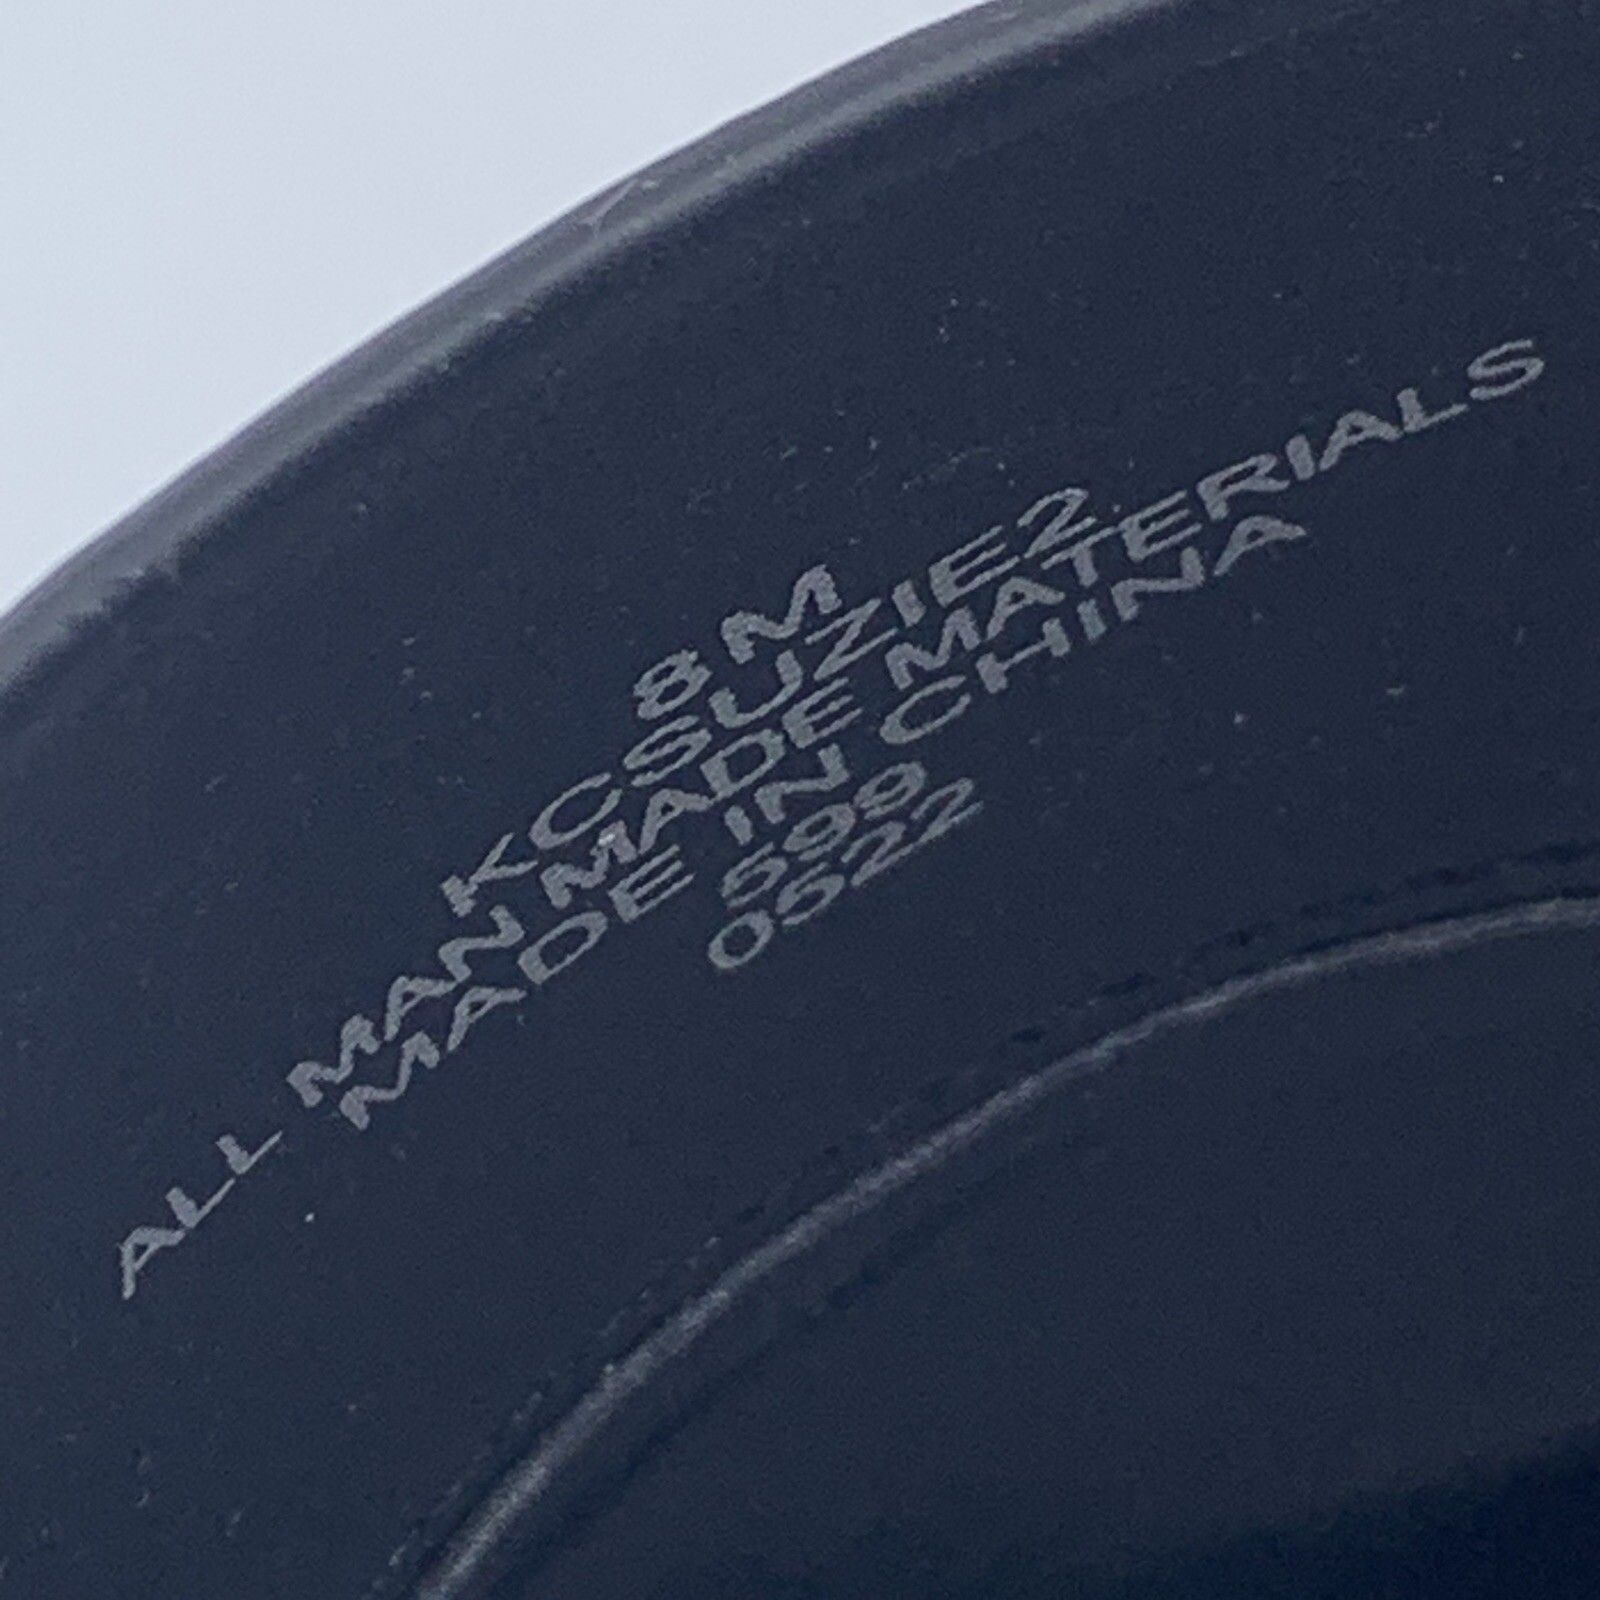 8 M
KCSUZIE2
ALL MAN MADE MATERIALS
MADE IN CHINA
599
0522